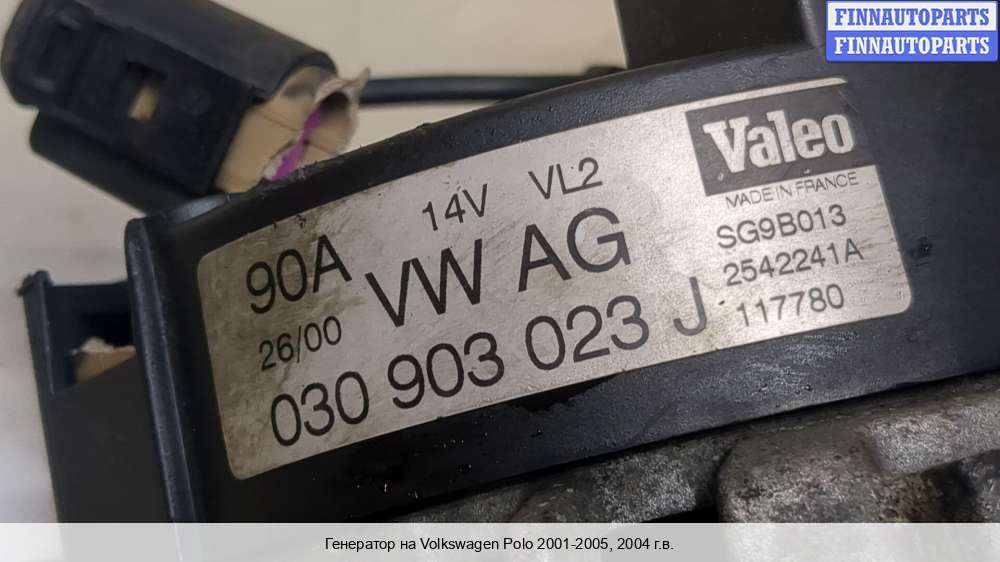 FINNAUTOPARTS
FINNAUTOPARTS
Valeo
MADE IN FRANCE
14V VL2
90A VW AG
SG9B013
2542241A
26/00
117780
030 903 023 J
Генератор на Volkswagen Polo 2001-2005, 2004 г.в.